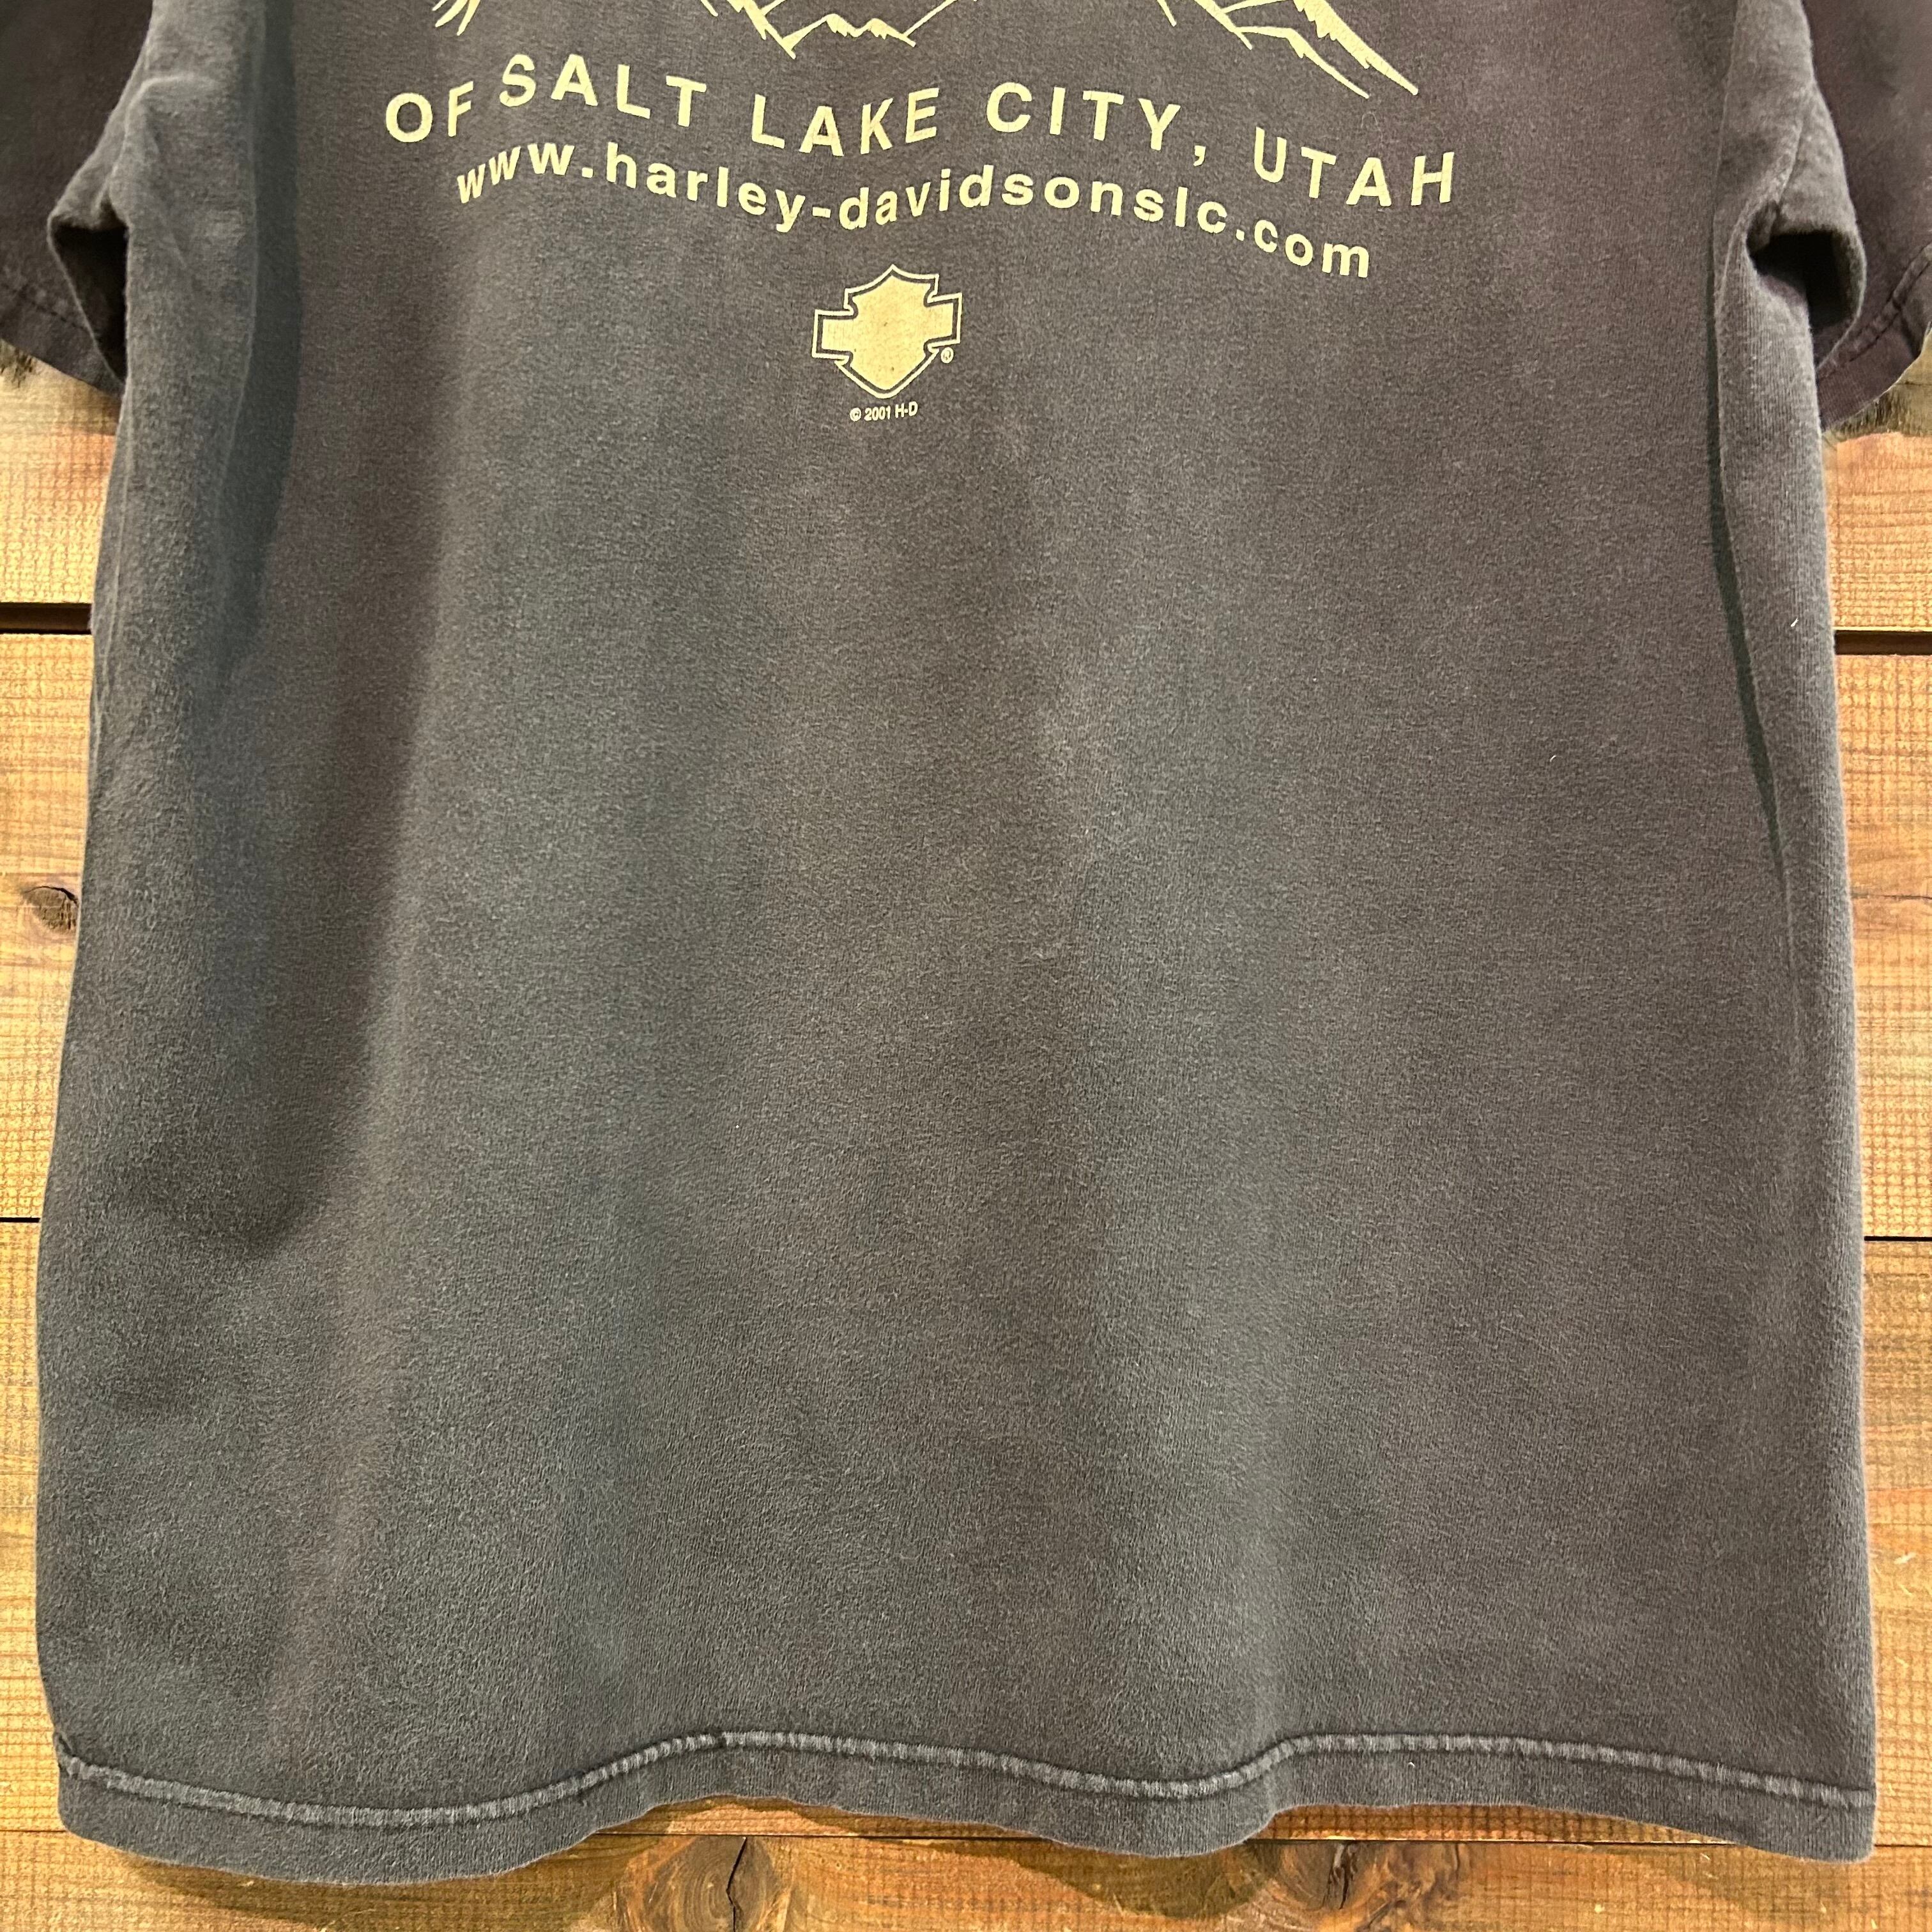 OF SALT LAKE CITY, UTAH
www.harley-davidsonslc.com
®
© 2001 H-D